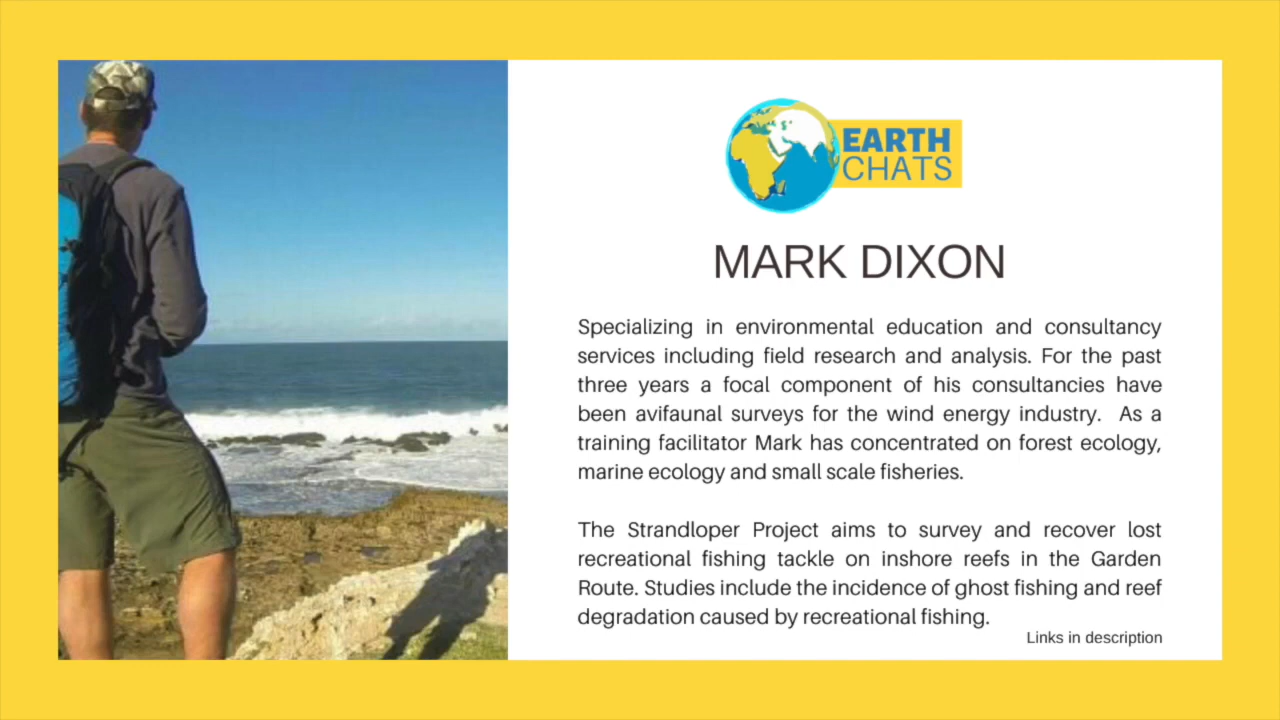 EARTH
CHATS
MARK DIXON
Specializing in environmental education and consultancy
services including field research and analysis. For the past
three years a focal component of his consultancies have
been avifaunal surveys for the wind energy industry. As a
training facilitator Mark has concentrated on forest ecology,
marine ecology and small scale fisheries.
The Strandloper Project aims to survey and recover lost
recreational fishing tackle on inshore reefs in the Garden
Route. Studies include the incidence of ghost fishing and reef
degradation caused by recreational fishing.
Links in description